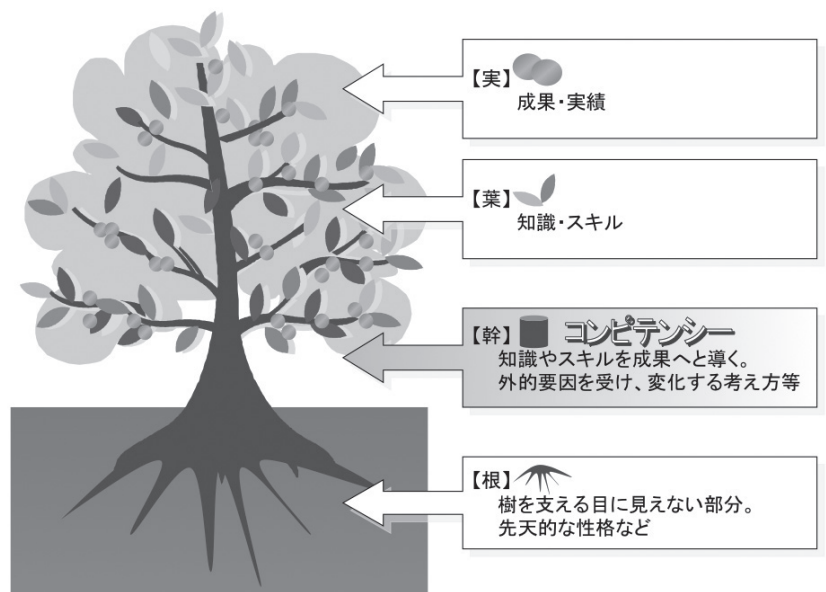 【実】
成果・実績
【葉】
知識・スキル
【幹】 コンピテンシー
知識やスキルを成果へと導く。
外的要因を受け、変化する考え方等
【根】
樹を支える目に見えない部分。
先天的な性格など